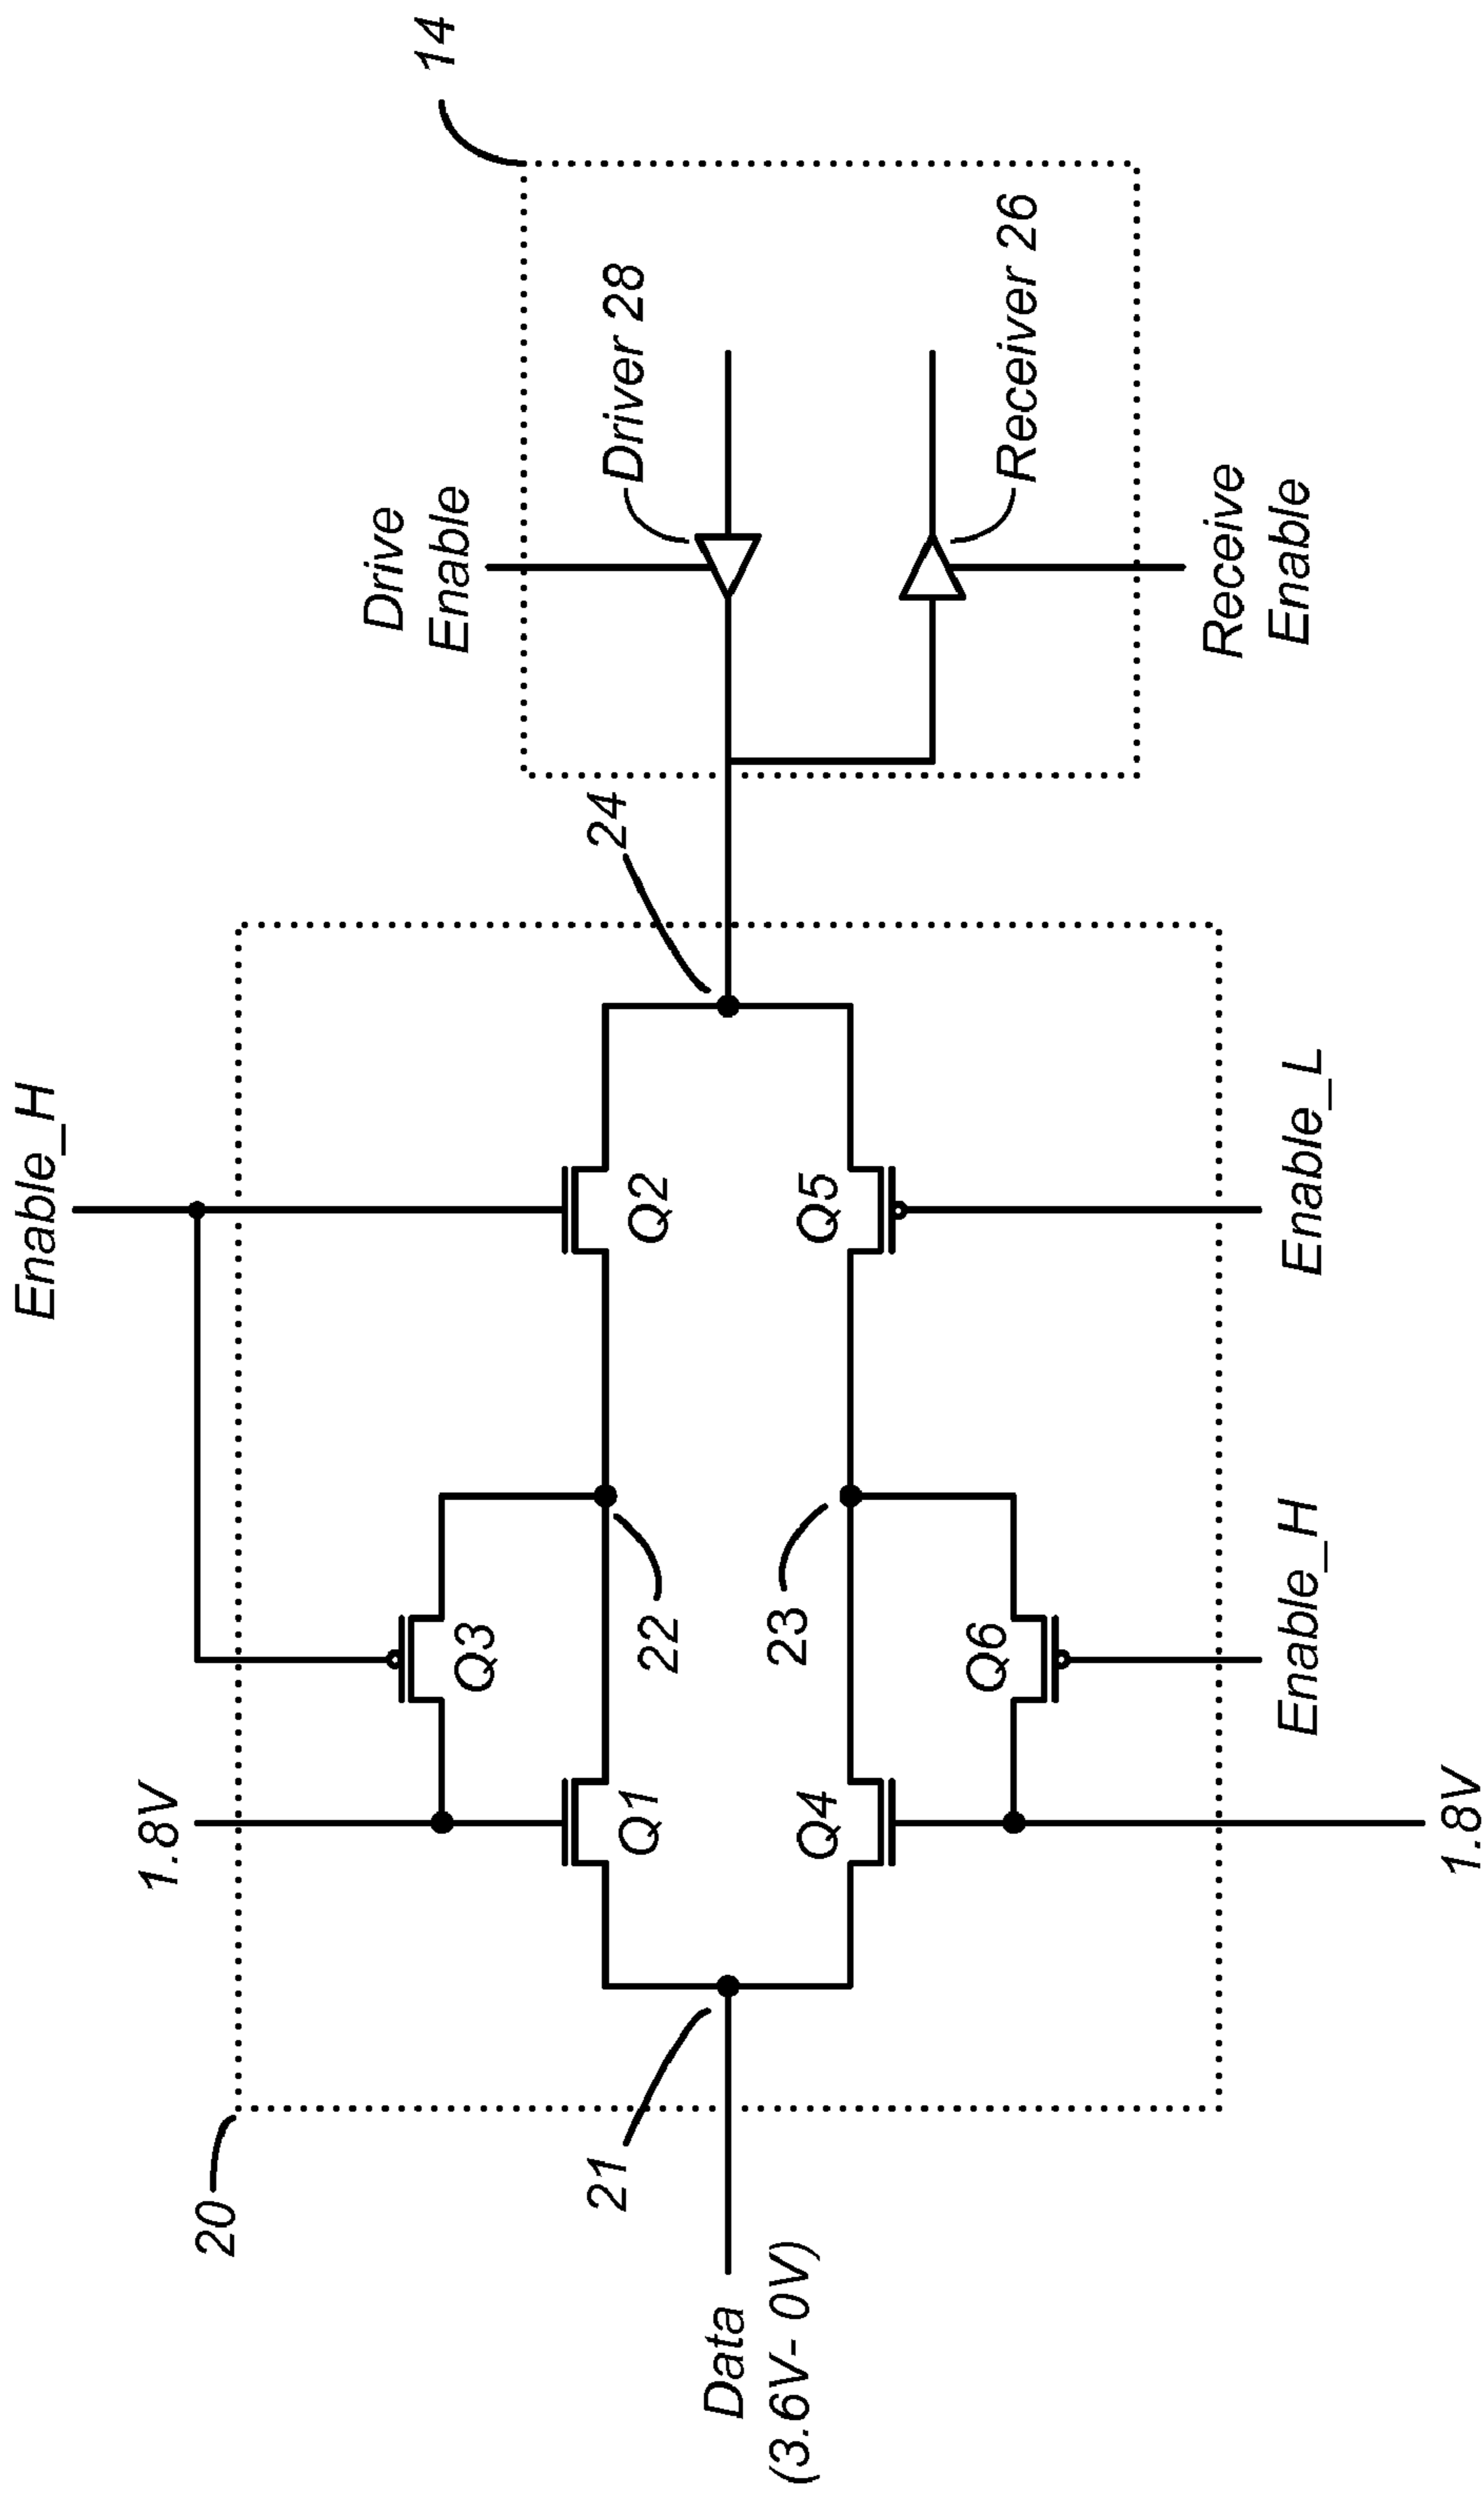 Enable_H
1.8V
20
Q3
Q1
Q2
21
22
24
Data
(3.6V-0V)
23
Q4
Q5
Q6
1.8V
Enable_H
Enable_L
14
Drive
Enable
Driver 28
Receiver 26
Receive
Enable